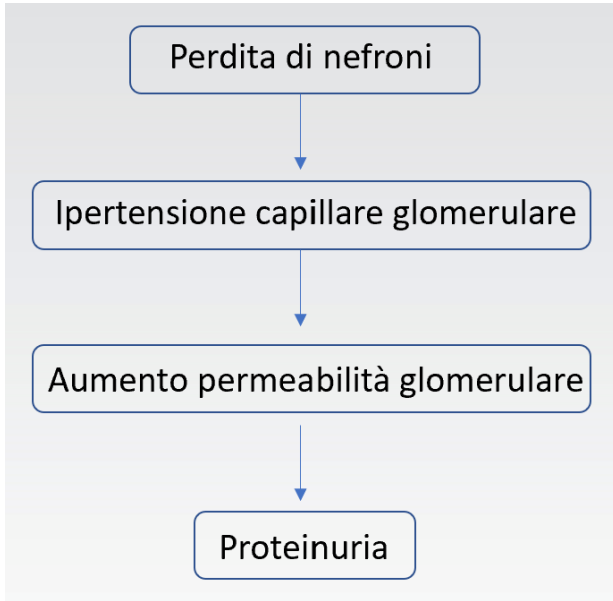 Perdita di nefroni
Ipertensione capillare glomerulare
Aumento permeabilità glomerulare
Proteinuria